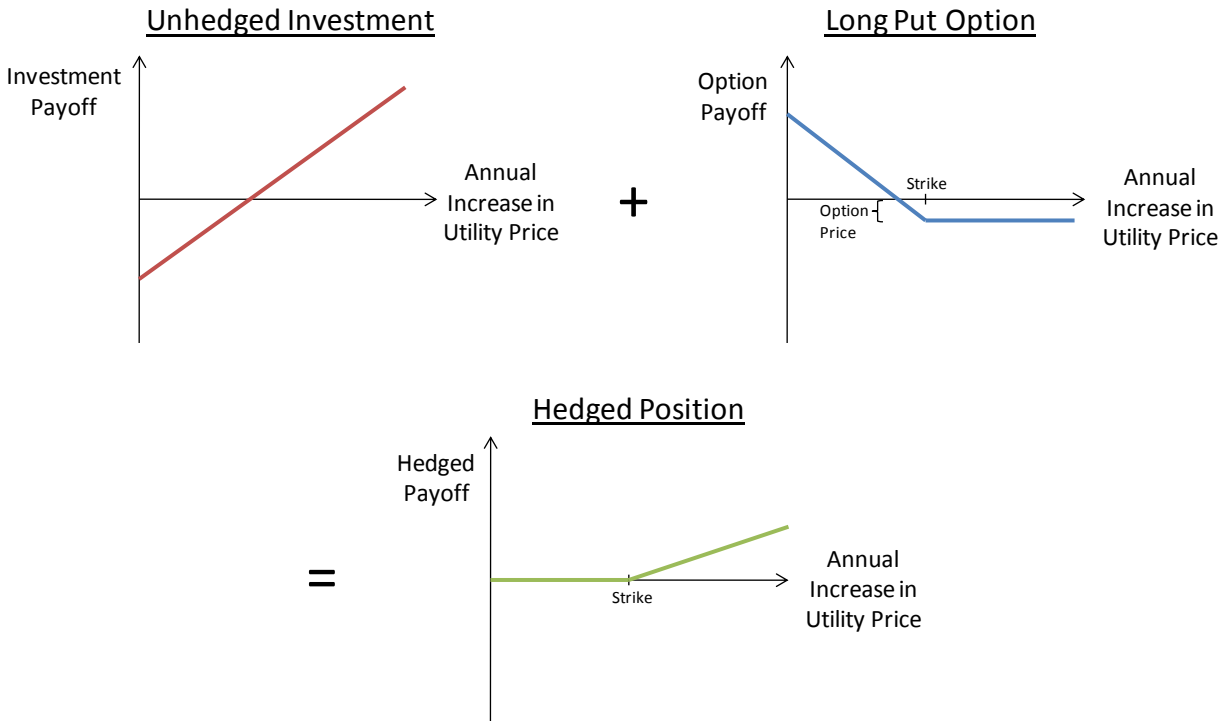 Unhedged Investment
Investment
Payoff
Annual
Increase in
Utility Price
+
Long Put Option
Option
Payoff
Strike
Option
Price
Annual
Increase in
Utility Price
=
Hedged Position
Hedged
Payoff
Strike
Annual
Increase in
Utility Price